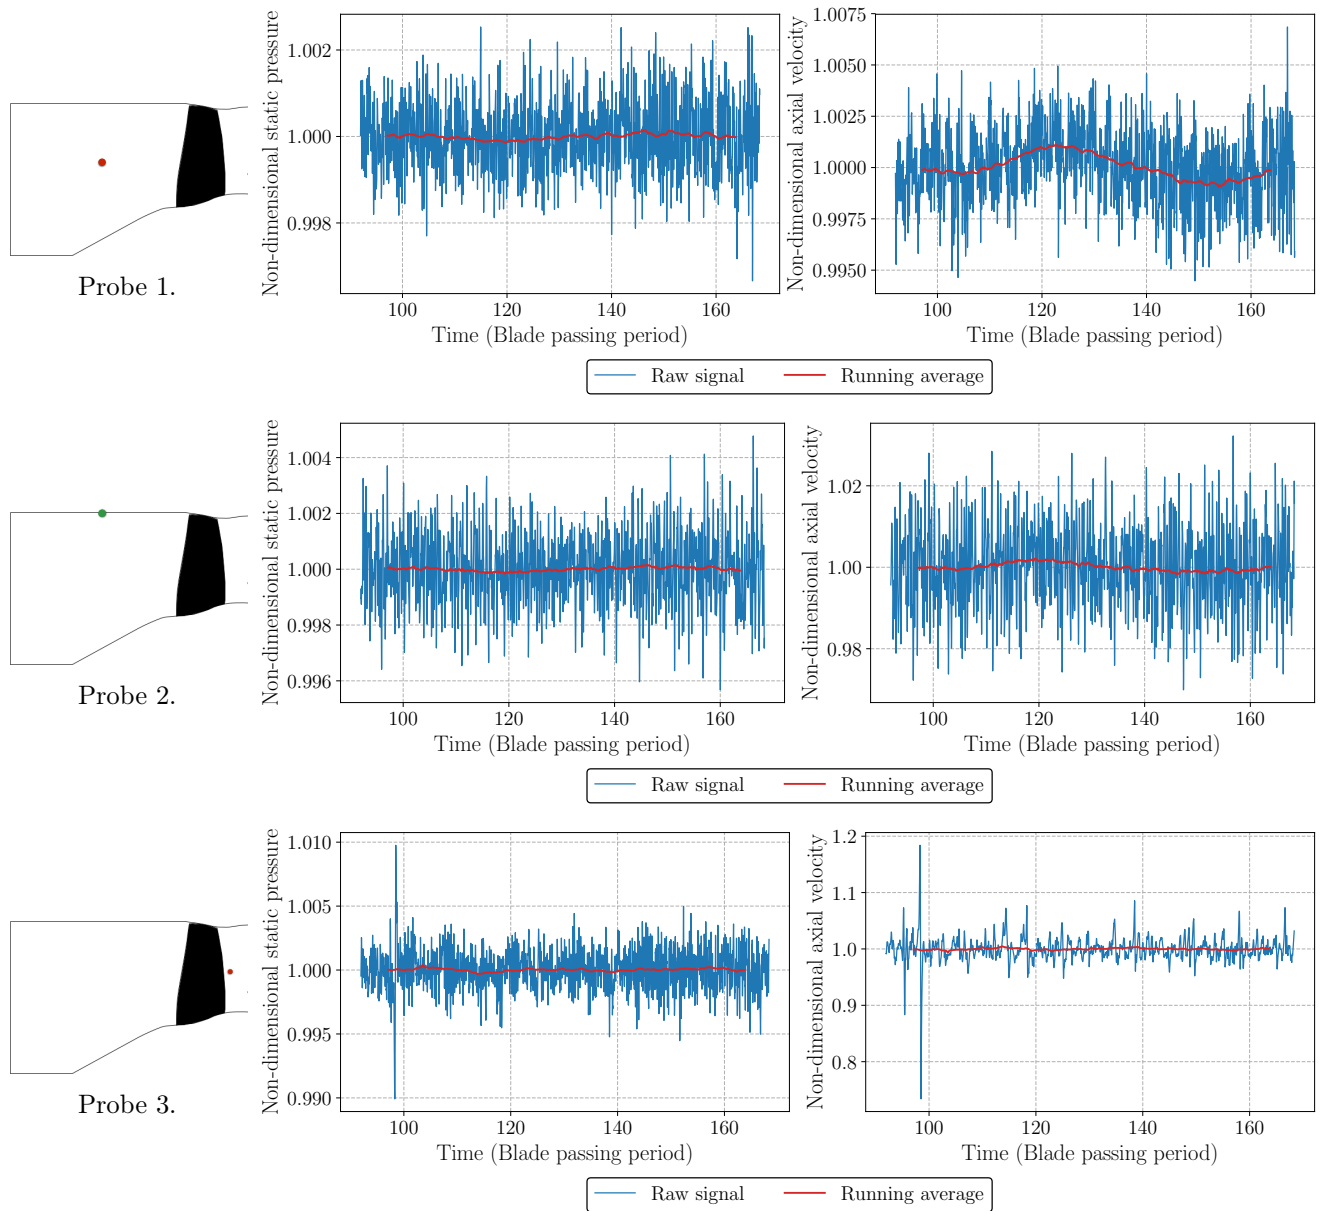 Probe 1.
Non-dimensional static pressure
1.002
1.000
0.998
100 120 140 160
Time (Blade passing period)
Non-dimensional axial velocity
1.0075
1.0050
1.0025
1.0000
0.9975
0.9950
100 120 140 160
Time (Blade passing period)
Raw signal Running average
Probe 2.
Non-dimensional static pressure
1.004
1.002
1.000
0.998
0.996
100 120 140 160
Time (Blade passing period)
Non-dimensional axial velocity
1.02
1.00
0.98
100 120 140 160
Time (Blade passing period)
Raw signal Running average
Probe 3.
Non-dimensional static pressure
1.010
1.005
1.000
0.995
0.990
100 120 140 160
Time (Blade passing period)
Non-dimensional axial velocity
1.2
1.1
1.0
0.9
0.8
100 120 140 160
Time (Blade passing period)
Raw signal Running average